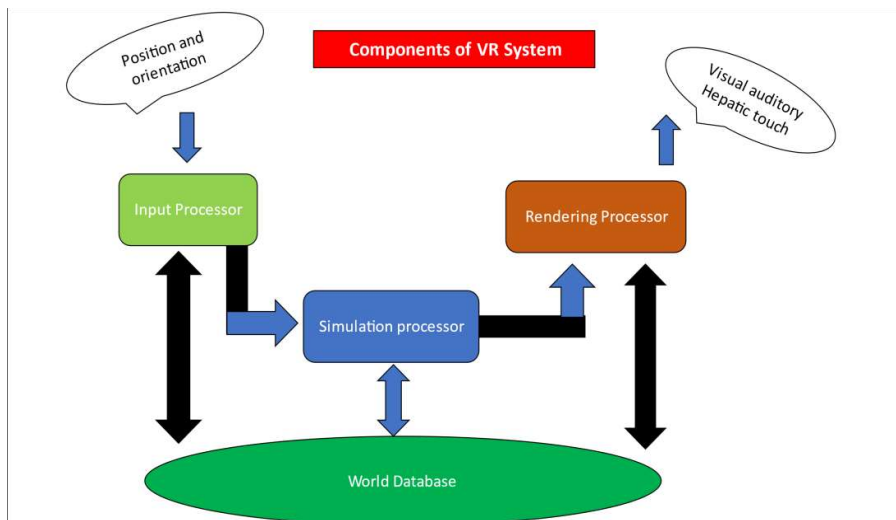 Components of VR System
Position and
orientation
Visual auditory
Hepatic touch
Input Processor
Rendering Processor
Simulation processor
World Database